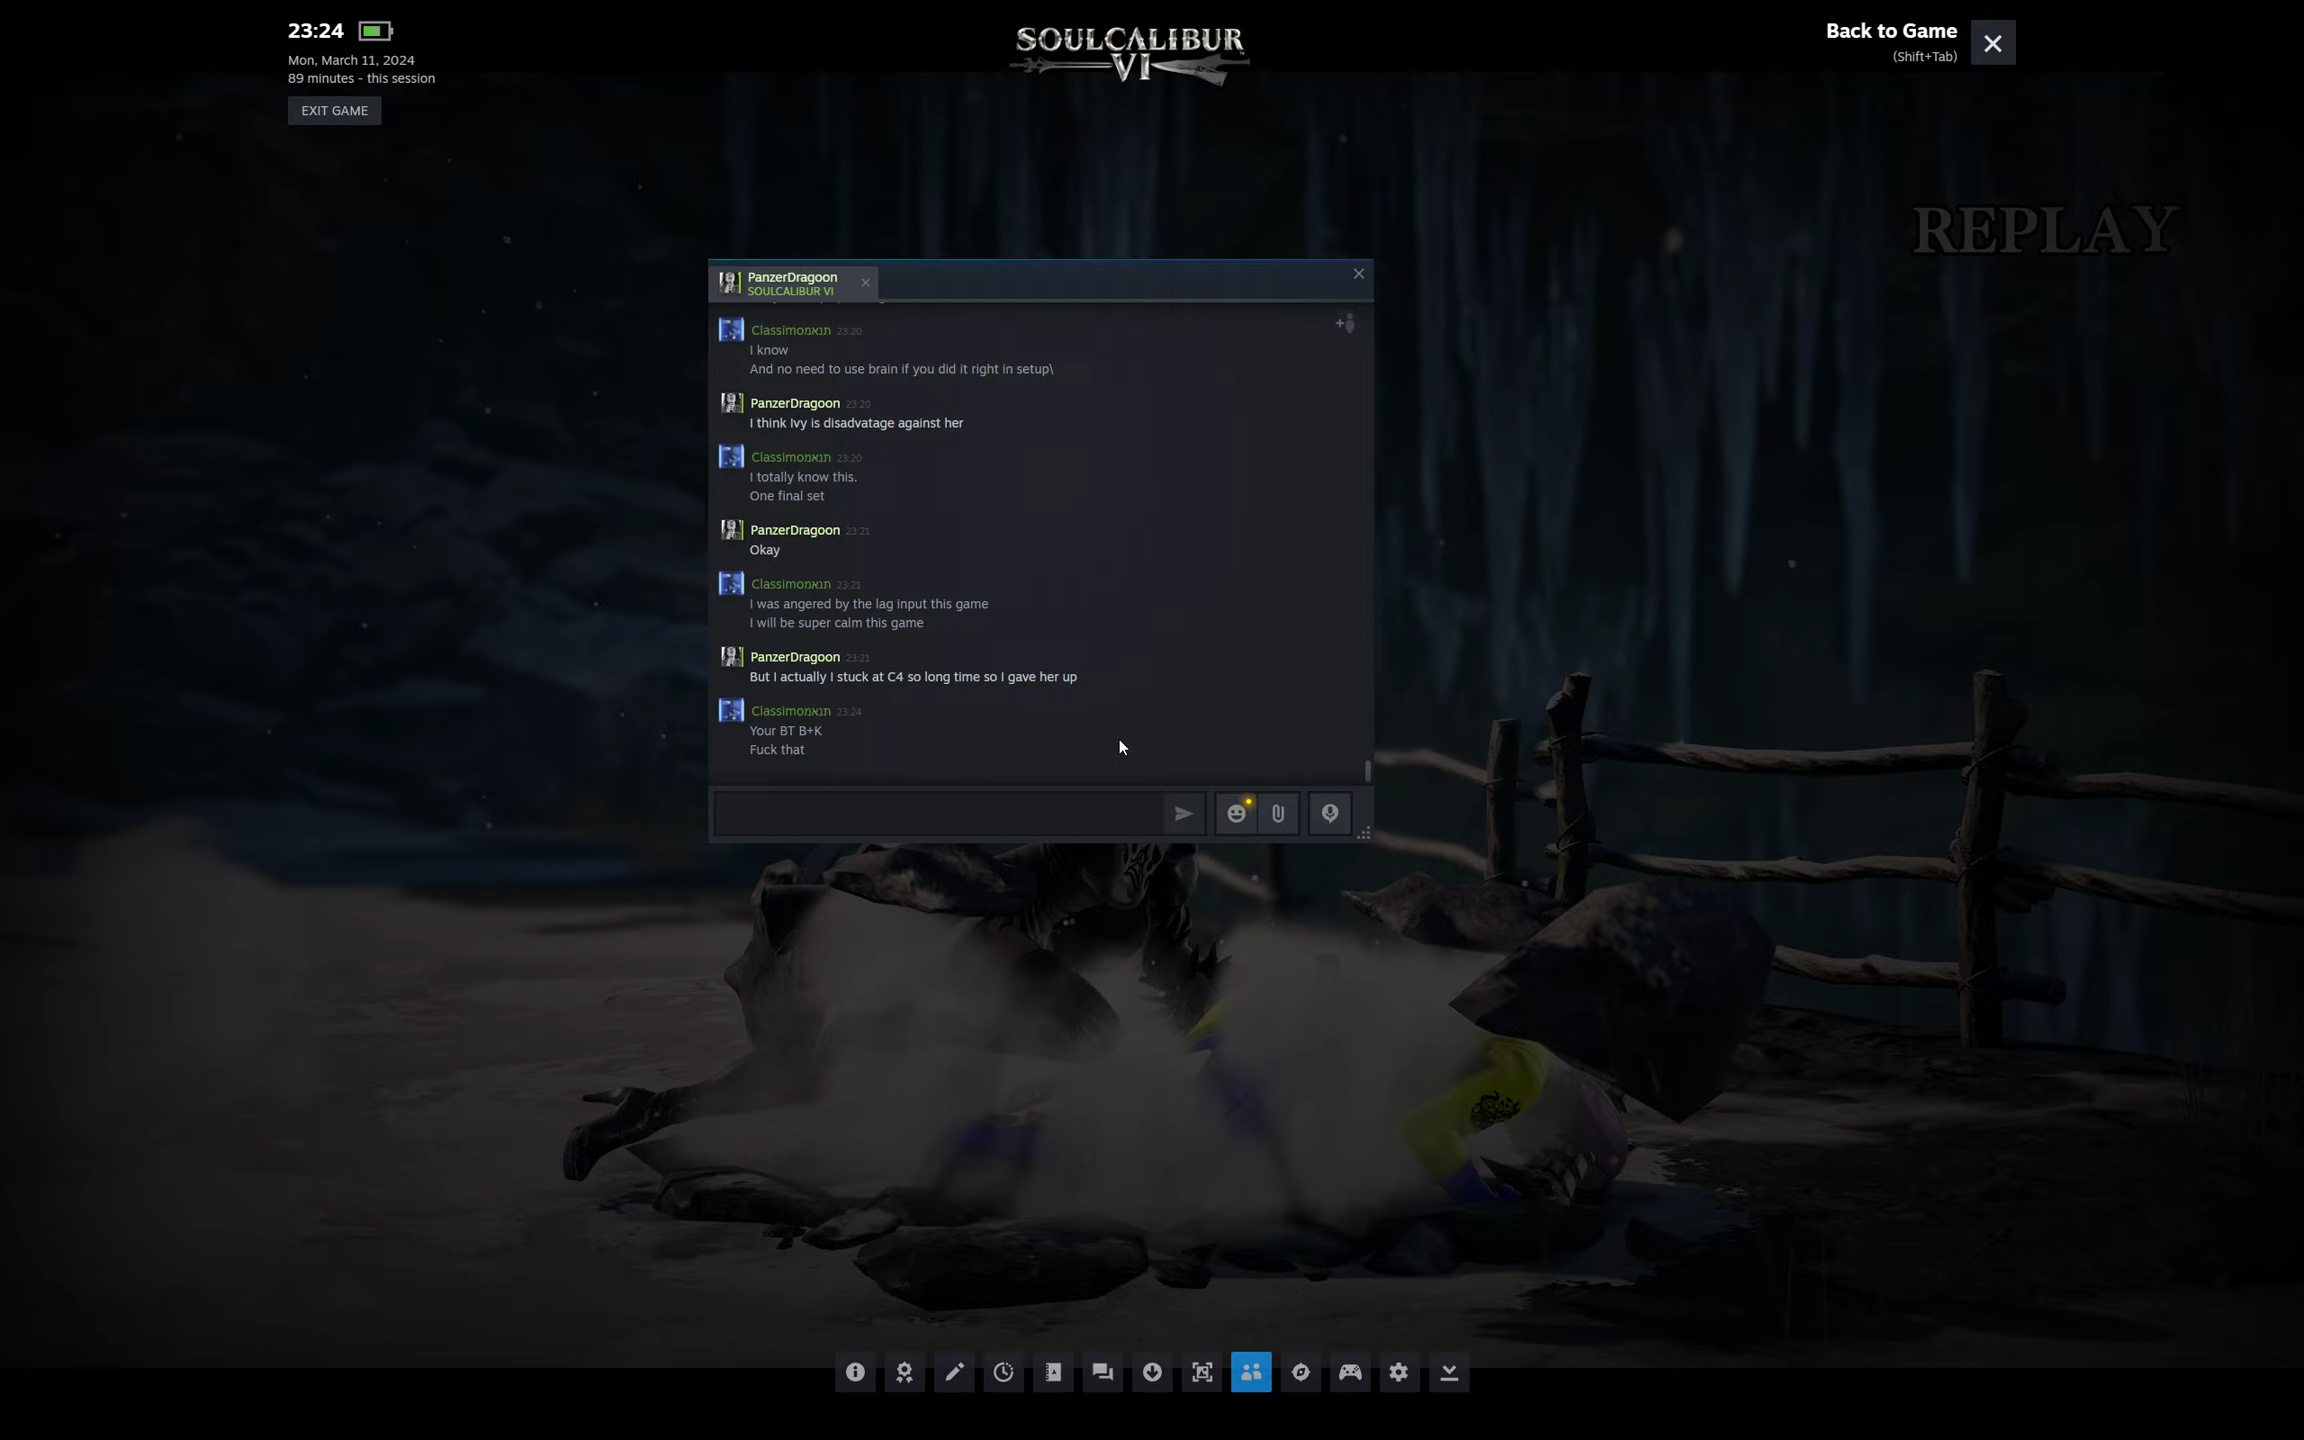 23:24
Mon, March 11, 2024
89 minutes - this session
EXIT GAME
SOULCALIBUR
VI
Back to Game
(Shift+Tab)
REPLAY
PanzerDragoon
SOULCALIBUR VI
Classimoתנאמ 23:20
I know
And no need to use brain if you did it right in setup\
PanzerDragoon 23:20
I think Ivy is disadvatage against her
Classimoתנאמ 23:20
I totally know this.
One final set
PanzerDragoon 23:21
Okay
Classimoתנאמ 23:21
I was angered by the lag input this game
I will be super calm this game
PanzerDragoon 23:21
But I actually I stuck at C4 so long time so I gave her up
Classimoתנאמ 23:24
Your BT B+K
Fuck that